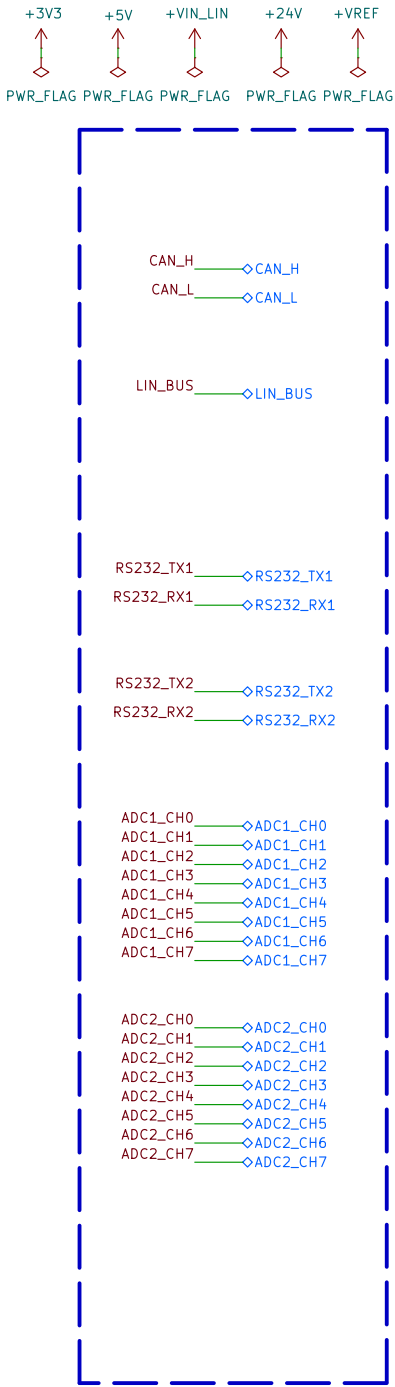 +3V3 +5V +VIN_LIN +24V +VREF
PWR_FLAG PWR_FLAG PWR_FLAG PWR_FLAG PWR_FLAG
CAN_H CAN_H
CAN_L CAN_L
LIN_BUS LIN_BUS
RS232_TX1 RS232_TX1
RS232_RX1 RS232_RX1
RS232_TX2 RS232_TX2
RS232_RX2 RS232_RX2
ADC1_CH0 ADC1_CH0
ADC1_CH1 ADC1_CH1
ADC1_CH2 ADC1_CH2
ADC1_CH3 ADC1_CH3
ADC1_CH4 ADC1_CH4
ADC1_CH5 ADC1_CH5
ADC1_CH6 ADC1_CH6
ADC1_CH7 ADC1_CH7
ADC2_CH0 ADC2_CH0
ADC2_CH1 ADC2_CH1
ADC2_CH2 ADC2_CH2
ADC2_CH3 ADC2_CH3
ADC2_CH4 ADC2_CH4
ADC2_CH5 ADC2_CH5
ADC2_CH6 ADC2_CH6
ADC2_CH7 ADC2_CH7